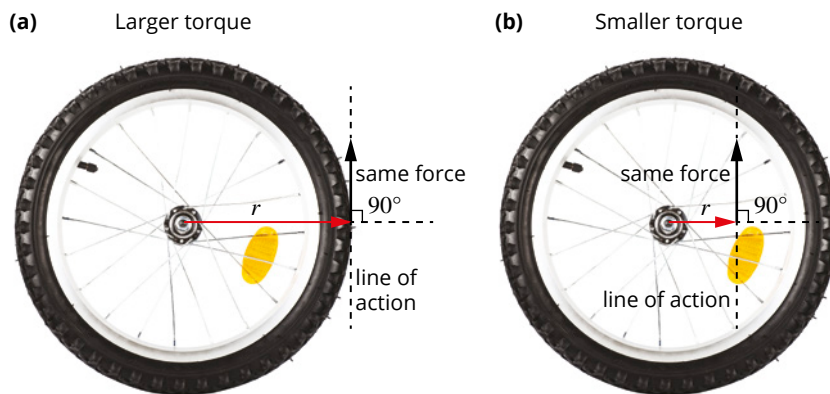 (a) Larger torque
same force
r 90°
line of
action
(b) Smaller torque
same force
r 90°
line of action